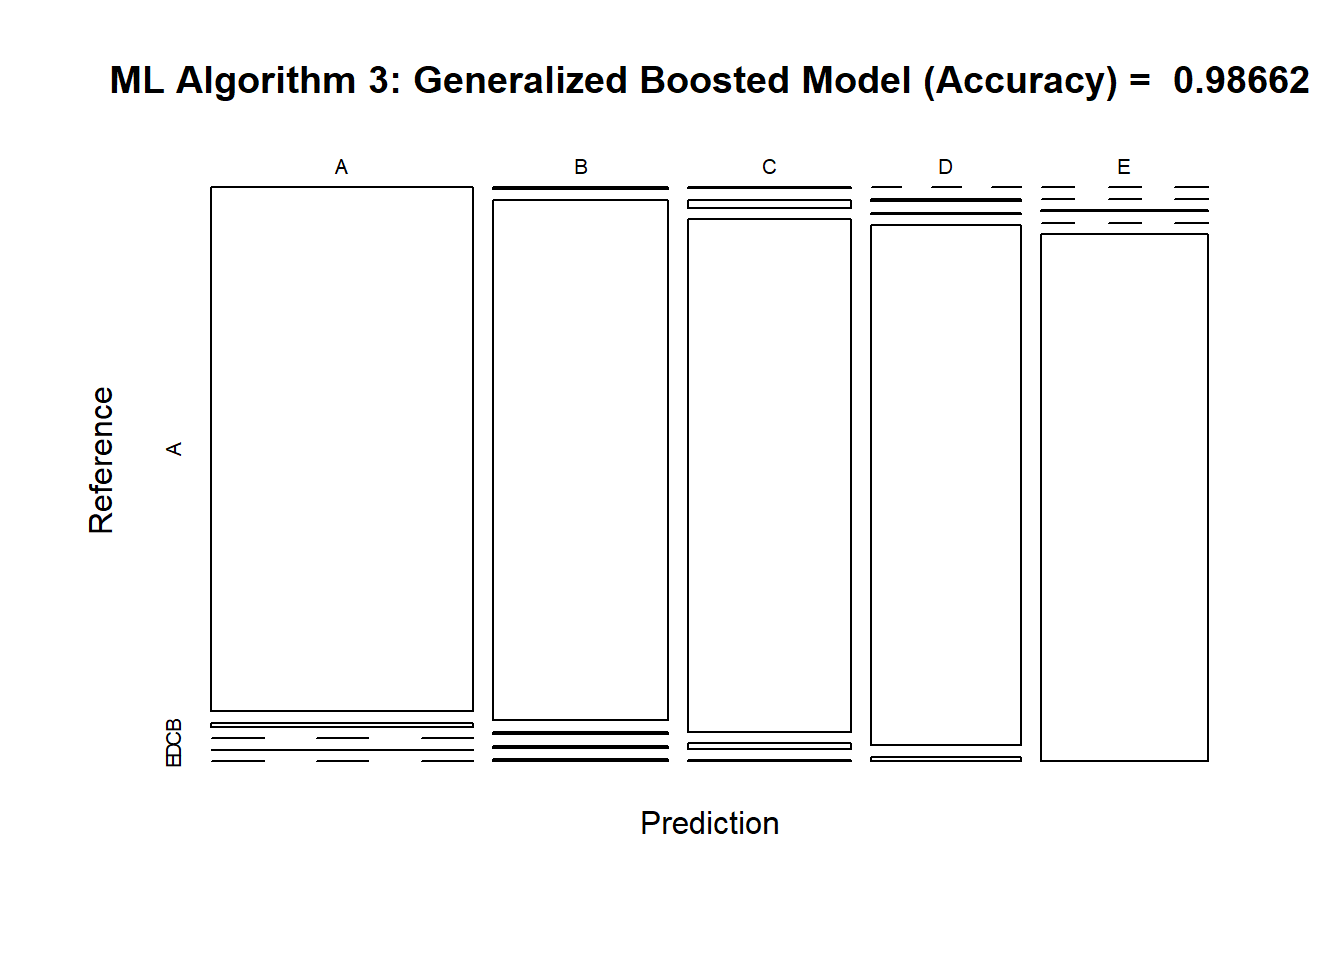 ML Algorithm 3: Generalized Boosted Model (Accuracy) = 0.98662
A B C D E
Reference
A
EDCB
Prediction